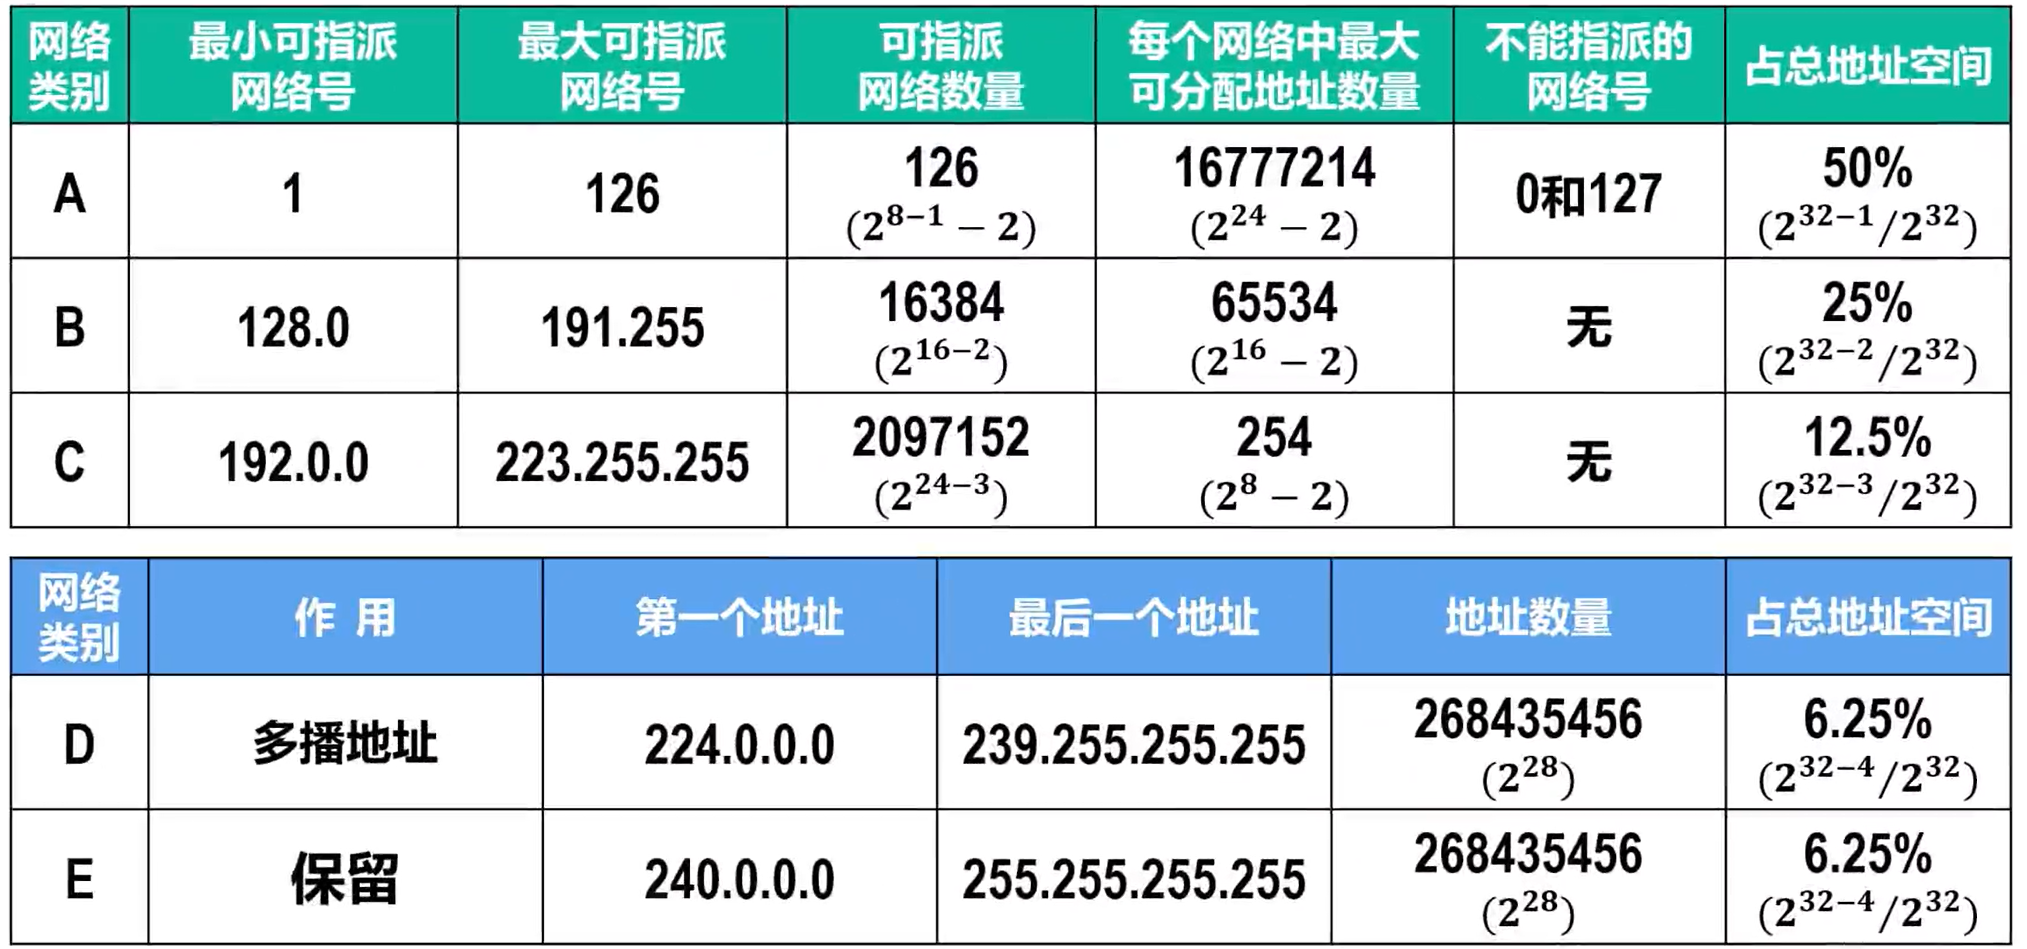 网络类别 最小可指派网络号 最大可指派网络号 可指派网络数量 每个网络中最大可分配地址数量 不能指派的网络号 占总地址空间
A 1 126 126 (2^{8-1} − 2) 16777214 (2^{24} − 2) 0和127 50% (2^{32-1}/2^{32})
B 128.0 191.255 16384 (2^{16-2}) 65534 (2^{16} − 2) 无 25% (2^{32-2}/2^{32})
C 192.0.0 223.255.255 2097152 (2^{24-3}) 254 (2^{8} − 2) 无 12.5% (2^{32-3}/2^{32})
网络类别 作 用 第一个地址 最后一个地址 地址数量 占总地址空间
D 多播地址 224.0.0.0 239.255.255.255 268435456 (2^{28}) 6.25% (2^{32-4}/2^{32})
E 保留 240.0.0.0 255.255.255.255 268435456 (2^{28}) 6.25% (2^{32-4}/2^{32})